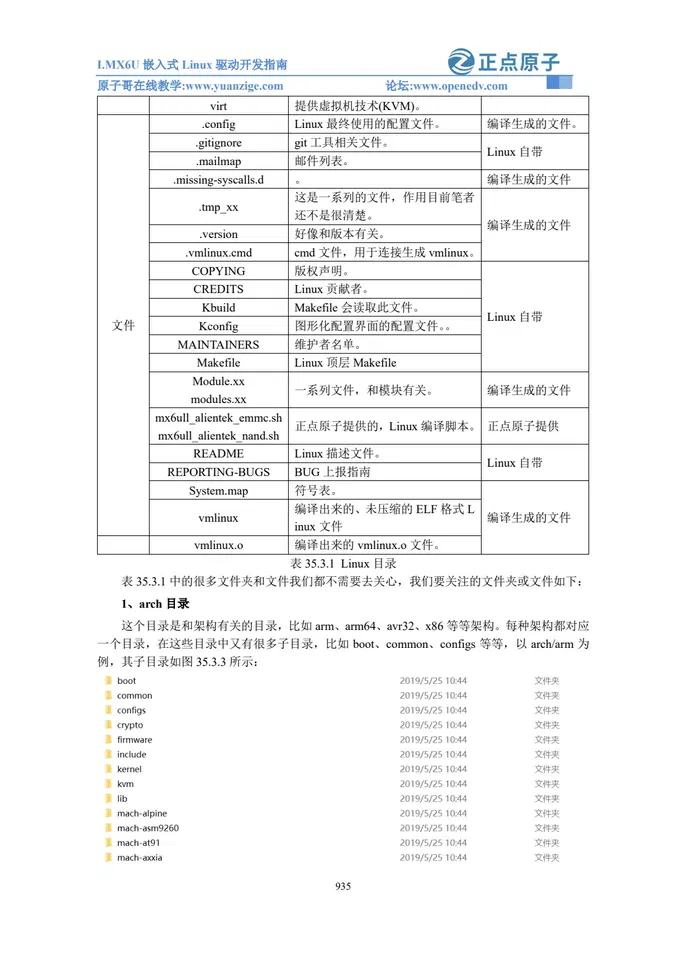 I.MX6U 嵌入式 Linux 驱动开发指南
正点原子
原子哥在线教学:www.yuanzige.com 论坛:www.openedv.com
virt 提供虚拟机技术(KVM)。
文件
.config Linux 最终使用的配置文件。 编译生成的文件。
.gitignore git 工具相关文件。
Linux 自带
.mailmap 邮件列表。
.missing-syscalls.d 。 编译生成的文件
.tmp_xx 这是一系列的文件，作用目前笔者
还不是很清楚。
编译生成的文件
.version 好像和版本有关。
.vmlinux.cmd cmd 文件，用于连接生成 vmlinux。
COPYING 版权声明。
CREDITS Linux 贡献者。
Kbuild Makefile 会读取此文件。
Linux 自带
Kconfig 图形化配置界面的配置文件。。
MAINTAINERS 维护者名单。
Makefile Linux 顶层 Makefile
Module.xx
modules.xx
一系列文件，和模块有关。 编译生成的文件
mx6ull_alientek_emmc.sh
mx6ull_alientek_nand.sh
正点原子提供的，Linux 编译脚本。 正点原子提供
README Linux 描述文件。
Linux 自带
REPORTING-BUGS BUG 上报指南
System.map 符号表。
vmlinux 编译出来的、未压缩的 ELF 格式 L
inux 文件
编译生成的文件
vmlinux.o 编译出来的 vmlinux.o 文件。
表 35.3.1 Linux 目录
表 35.3.1 中的很多文件夹和文件我们都不需要去关心，我们要关注的文件夹或文件如下：
1、arch 目录
这个目录是和架构有关的目录，比如 arm、arm64、avr32、x86 等等架构。每种架构都对应
一个目录，在这些目录中又有很多子目录，比如 boot、common、configs 等等，以 arch/arm 为
例，其子目录如图 35.3.3 所示：
boot 2019/5/25 10:44 文件夹
common 2019/5/25 10:44 文件夹
configs 2019/5/25 10:44 文件夹
crypto 2019/5/25 10:44 文件夹
firmware 2019/5/25 10:44 文件夹
include 2019/5/25 10:44 文件夹
kernel 2019/5/25 10:44 文件夹
kvm 2019/5/25 10:44 文件夹
lib 2019/5/25 10:44 文件夹
mach-alpine 2019/5/25 10:44 文件夹
mach-asm9260 2019/5/25 10:44 文件夹
mach-at91 2019/5/25 10:44 文件夹
mach-axxia 2019/5/25 10:44 文件夹
935